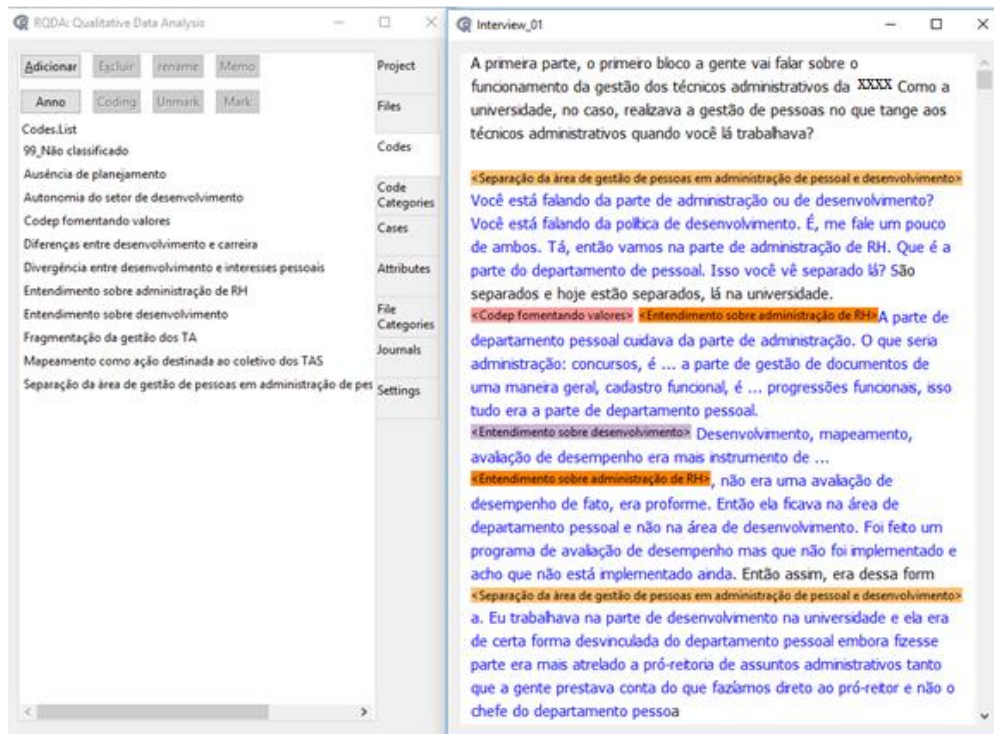 RQDA: Qualitative Data Analysis
Adicionar Excluir rename Memo
Anno Coding Unmark Mark
Codes.List
99_Não classificado
Ausência de planejamento
Autonomia do setor de desenvolvimento
Codep fomentando valores
Diferenças entre desenvolvimento e carreira
Divergência entre desenvolvimento e interesses pessoais
Entendimento sobre administração de RH
Entendimento sobre desenvolvimento
Fragmentação da gestão dos TA
Mapeamento como ação destinada ao coletivo dos TAS
Separação da área de gestão de pessoas em administração de pes
Project
Files
Codes
Code
Categories
Cases
Attributes
File
Categories
Journals
Settings
Interview_01
A primeira parte, o primeiro bloco a gente vai falar sobre o
funcionamento da gestão dos técnicos administrativos da XXXX Como a
universidade, no caso, realizava a gestão de pessoas no que tange aos
técnicos administrativos quando você lá trabalhava?
<Separação da área de gestão de pessoas em administração de pessoal e desenvolvimento>
Você está falando da parte de administração ou de desenvolvimento?
Você está falando da política de desenvolvimento. É, me fale um pouco
de ambos. Tá, então vamos na parte de administração de RH. Que é a
parte do departamento de pessoal. Isso você vê separado lá? São
separados e hoje estão separados, lá na universidade.
<Codep fomentando valores> <Entendimento sobre administração de RH>A parte de
departamento pessoal cuidava da parte de administração. O que seria
administração: concursos, é ... a parte de gestão de documentos de
uma maneira geral, cadastro funcional, é ... progressões funcionais, isso
tudo era a parte de departamento pessoal.
<Entendimento sobre desenvolvimento> Desenvolvimento, mapeamento,
avaliação de desempenho era mais instrumento de ...
<Entendimento sobre administração de RH>, não era uma avaliação de
desempenho de fato, era proforme. Então ela ficava na área de
departamento pessoal e não na área de desenvolvimento. Foi feito um
programa de avaliação de desempenho mas que não foi implementado e
acho que não está implementado ainda. Então assim, era dessa form
<Separação da área de gestão de pessoas em administração de pessoal e desenvolvimento>
a. Eu trabalhava na parte de desenvolvimento na universidade e ela era
de certa forma desvinculada do departamento pessoal embora fizesse
parte era mais atrelado a pró-reitoria de assuntos administrativos tanto
que a gente prestava conta do que fazíamos direto ao pró-reitor e não o
chefe do departamento pessoa